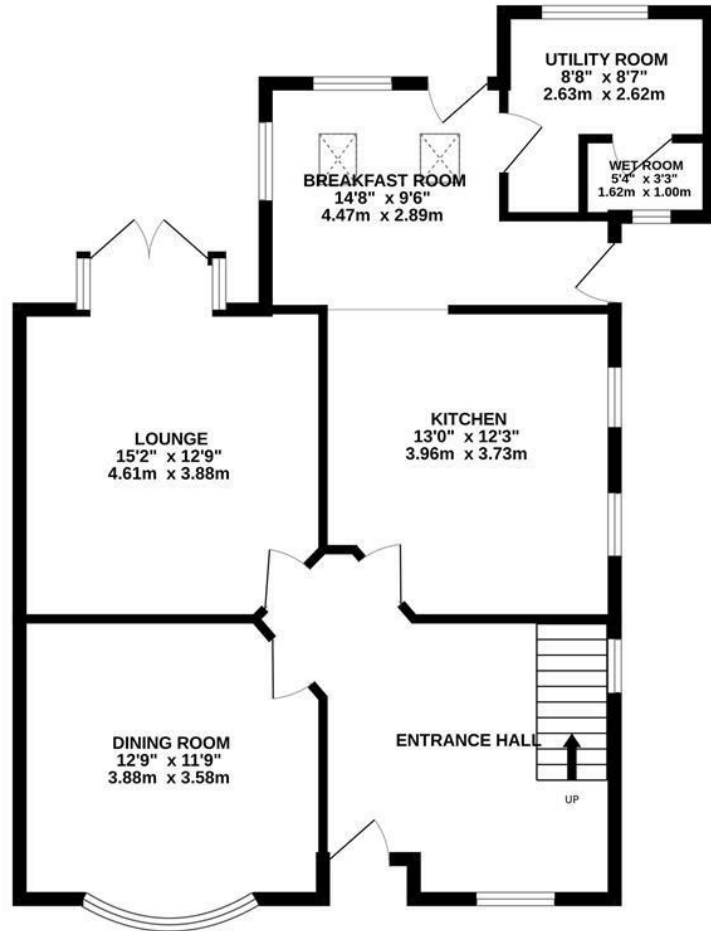 UTILITY ROOM
8'8" x 8'7"
2.63m x 2.62m
WET ROOM
5'4" x 3'3"
1.62m x 1.00m
BREAKFAST ROOM
14'8" x 9'6"
4.47m x 2.89m
LOUNGE
15'2" x 12'9"
4.61m x 3.88m
KITCHEN
13'0" x 12'3"
3.96m x 3.73m
DINING ROOM
12'9" x 11'9"
3.88m x 3.58m
ENTRANCE HALL
UP